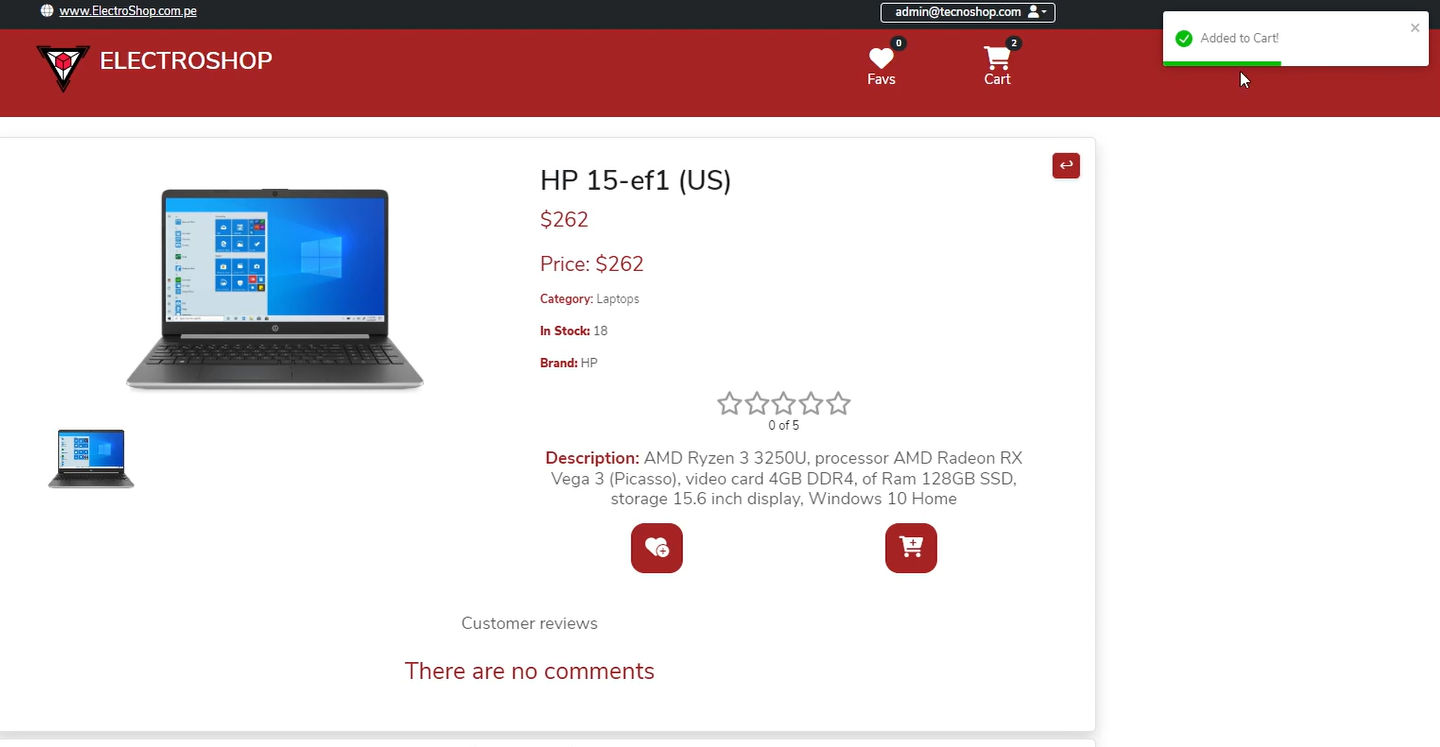 www.ElectroShop.com.pe
admin@tecnoshop.com
Added to Cart!
×
ELECTROSHOP
0
Favs
2
Cart
HP 15-ef1 (US)
$262
Price: $262
Category: Laptops
In Stock: 18
Brand: HP
0 of 5
Description: AMD Ryzen 3 3250U, processor AMD Radeon RX
Vega 3 (Picasso), video card 4GB DDR4, of Ram 128GB SSD,
storage 15.6 inch display, Windows 10 Home
Customer reviews
There are no comments